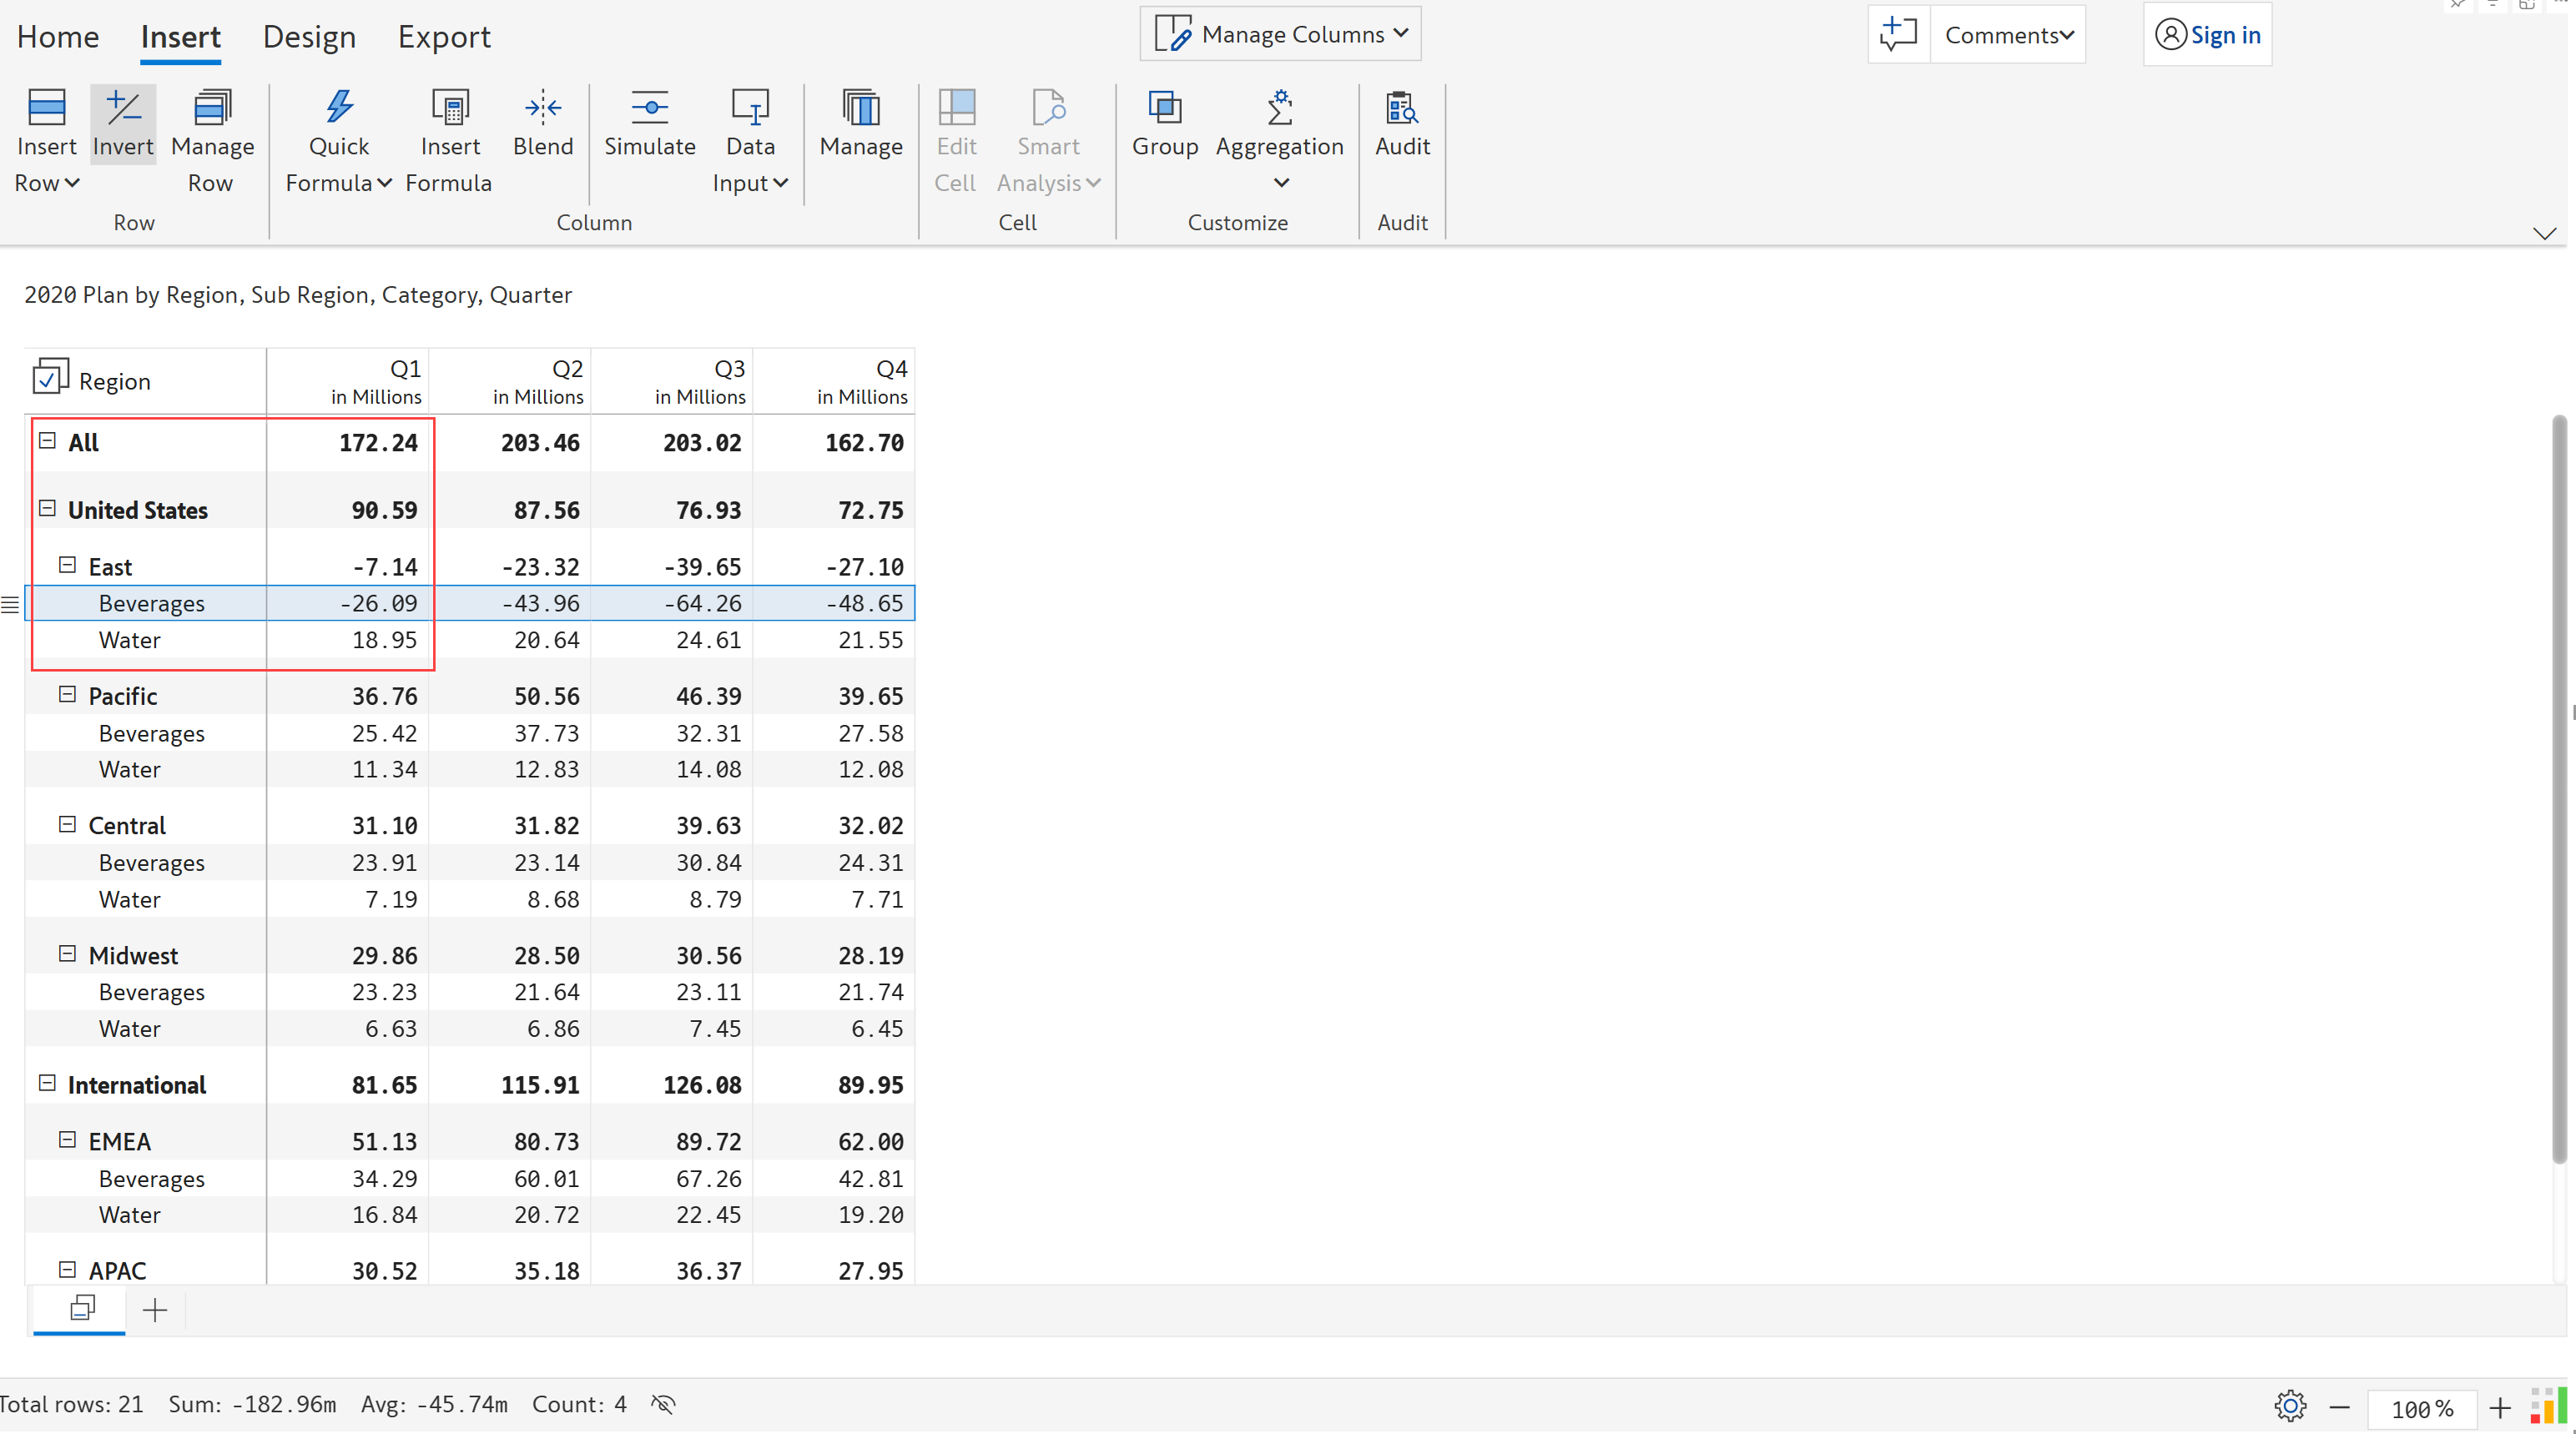 Home Insert Design Export Manage Columns Comments Sign in
Insert Invert Manage Quick Insert Blend Simulate Data Manage Edit Smart Group Aggregation Audit
Row Row Formula Formula Input Cell Analysis
Row Column Cell Customize Audit
2020 Plan by Region, Sub Region, Category, Quarter
Region Q1 Q2 Q3 Q4
in Millions in Millions in Millions in Millions
All 172.24 203.46 203.02 162.70
United States 90.59 87.56 76.93 72.75
East -7.14 -23.32 -39.65 -27.10
Beverages -26.09 -43.96 -64.26 -48.65
Water 18.95 20.64 24.61 21.55
Pacific 36.76 50.56 46.39 39.65
Beverages 25.42 37.73 32.31 27.58
Water 11.34 12.83 14.08 12.08
Central 31.10 31.82 39.63 32.02
Beverages 23.91 23.14 30.84 24.31
Water 7.19 8.68 8.79 7.71
Midwest 29.86 28.50 30.56 28.19
Beverages 23.23 21.64 23.11 21.74
Water 6.63 6.86 7.45 6.45
International 81.65 115.91 126.08 89.95
EMEA 51.13 80.73 89.72 62.00
Beverages 34.29 60.01 67.26 42.81
Water 16.84 20.72 22.45 19.20
APAC 30.52 35.18 36.37 27.95
Total rows: 21 Sum: -182.96m Avg: -45.74m Count: 4 100%